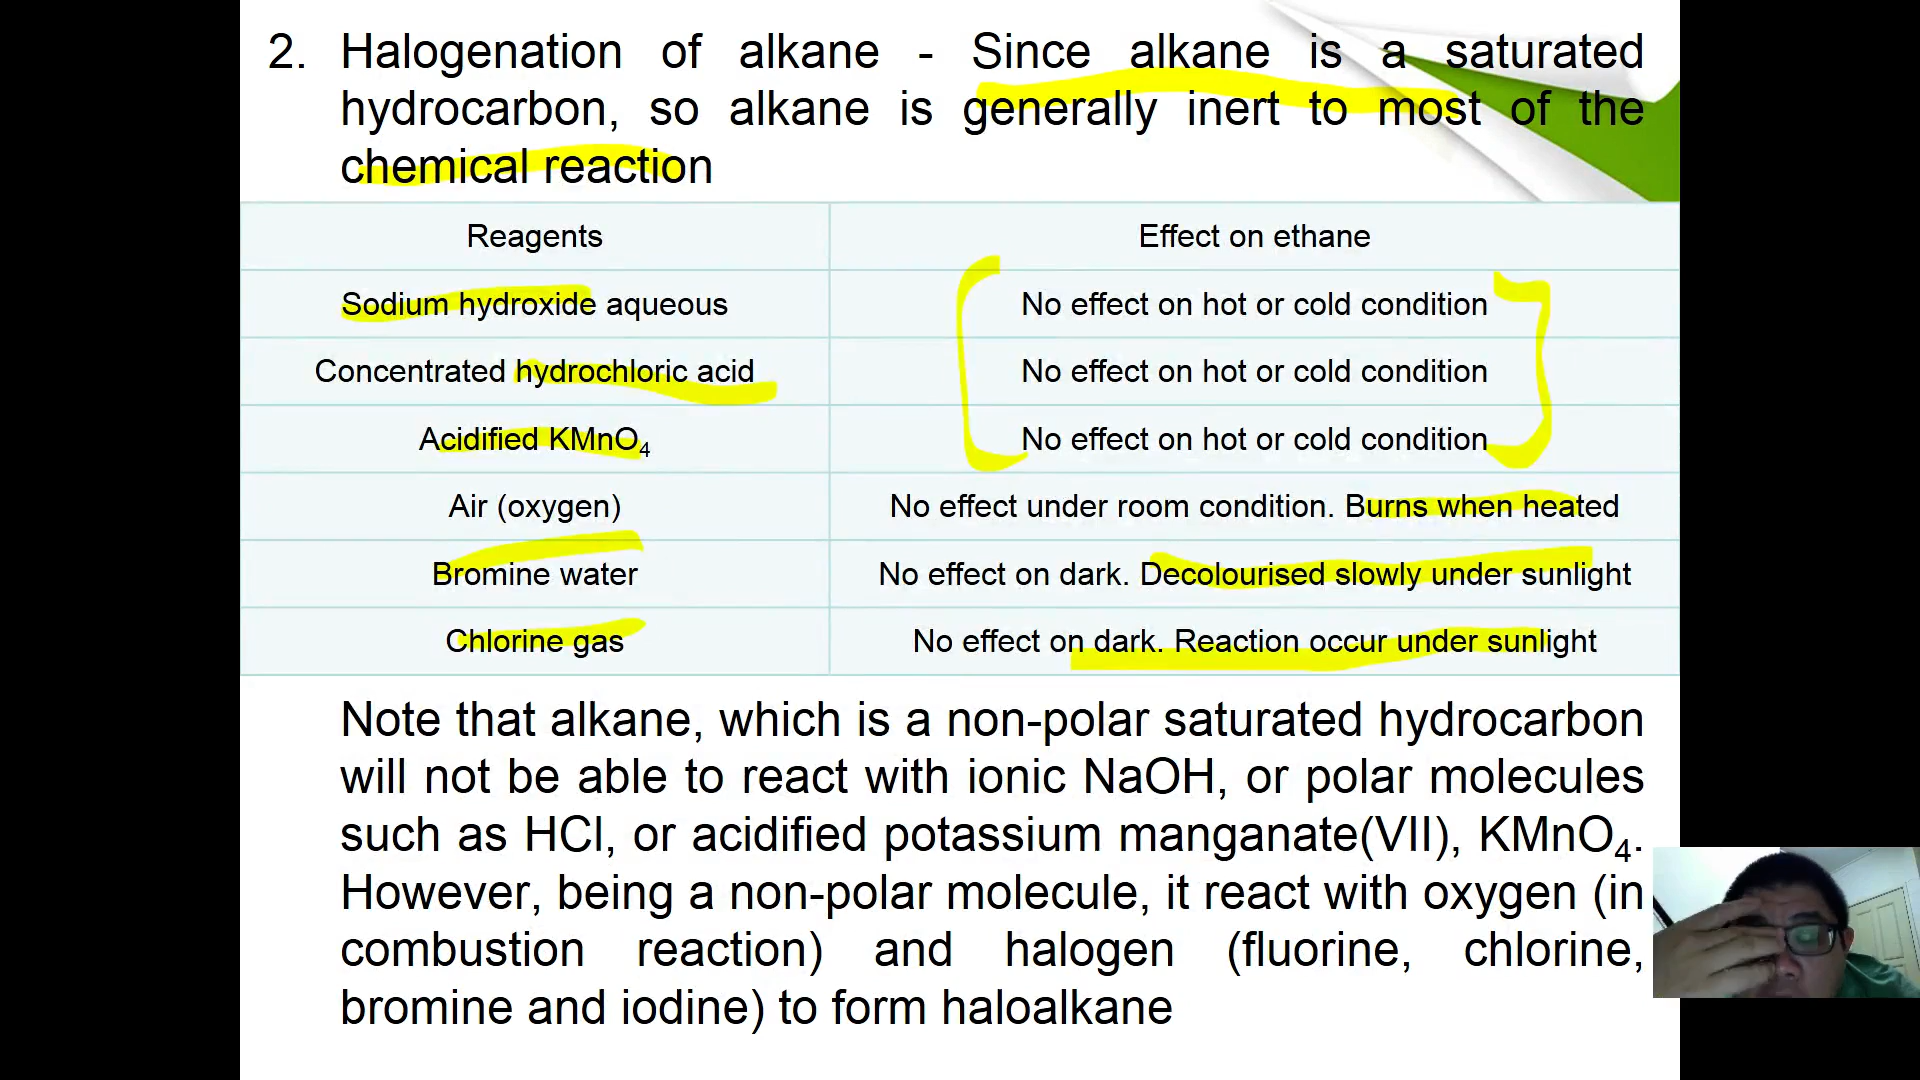 2. Halogenation of alkane - Since alkane is a saturated
hydrocarbon, so alkane is generally inert to most of the
chemical reaction
Reagents Effect on ethane
Sodium hydroxide aqueous No effect on hot or cold condition
Concentrated hydrochloric acid No effect on hot or cold condition
Acidified KMnO₄ No effect on hot or cold condition
Air (oxygen) No effect under room condition. Burns when heated
Bromine water No effect on dark. Decolourised slowly under sunlight
Chlorine gas No effect on dark. Reaction occur under sunlight
Note that alkane, which is a non-polar saturated hydrocarbon
will not be able to react with ionic NaOH, or polar molecules
such as HCl, or acidified potassium manganate(VII), KMnO₄.
However, being a non-polar molecule, it react with oxygen (in
combustion reaction) and halogen (fluorine, chlorine,
bromine and iodine) to form haloalkane